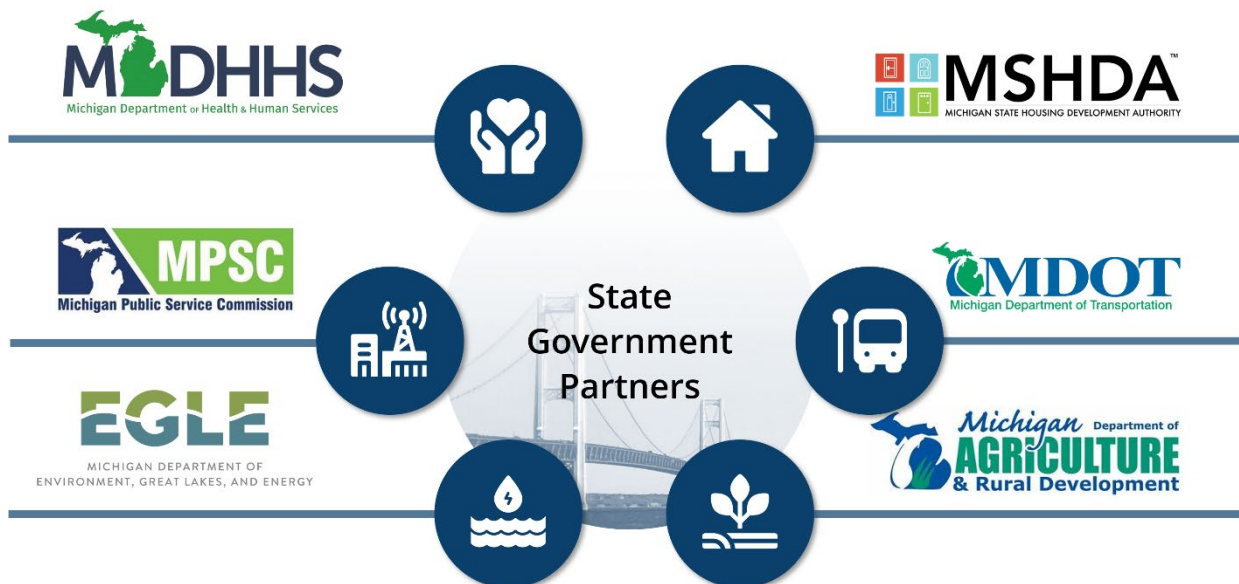 MDHHS
Michigan Department of Health & Human Services
MSHDA™
MICHIGAN STATE HOUSING DEVELOPMENT AUTHORITY
MPSC
Michigan Public Service Commission
State
Government
Partners
MDOT
Michigan Department of Transportation
EGLE
MICHIGAN DEPARTMENT OF
ENVIRONMENT, GREAT LAKES, AND ENERGY
Michigan Department of
AGRICULTURE
& Rural Development